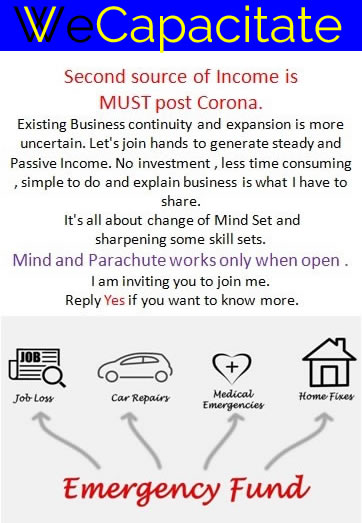 WeCapacitate
Second source of Income is
MUST post Corona.
Existing Business continuity and expansion is more
uncertain. Let's join hands to generate steady and
Passive Income. No investment , less time consuming
, simple to do and explain business is what I have to
share.
It's all about change of Mind Set and
sharpening some skill sets.
Mind and Parachute works only when open .
I am inviting you to join me.
Reply Yes if you want to know more.
JOB
Job Loss
Car Repairs
Medical
Emergencies
Home Fixes
Emergency Fund